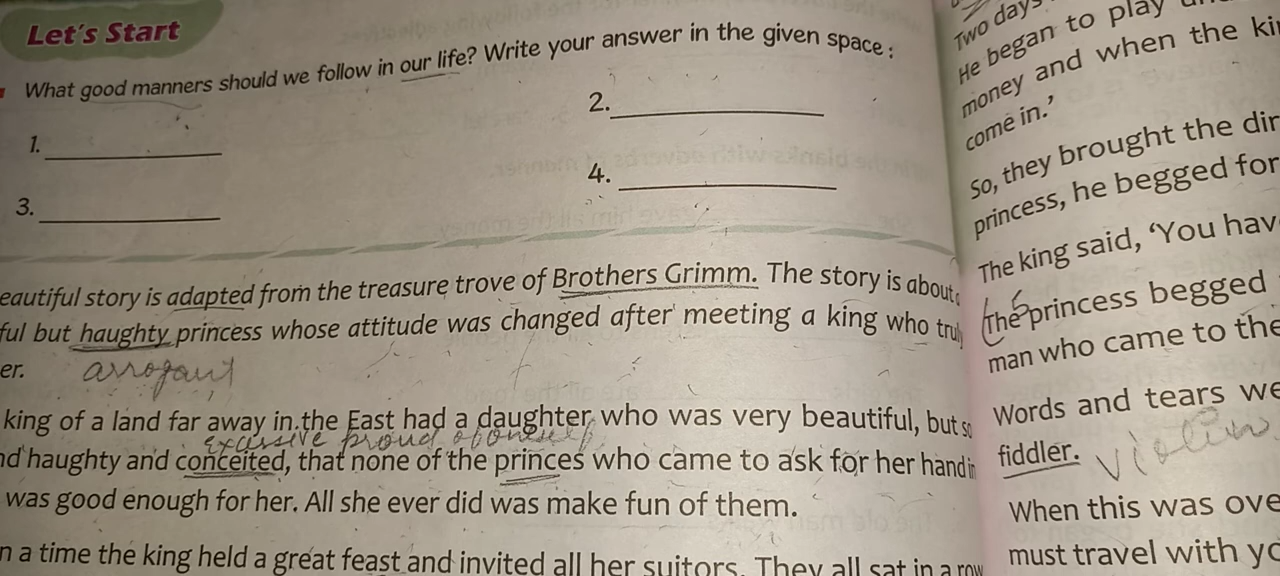 Let's Start
What good manners should we follow in our life? Write your answer in the given space:
1.
2.
3.
4.
eautiful story is adapted from the treasure trove of Brothers Grimm. The story is about
ful but haughty princess whose attitude was changed after meeting a king who truly
er. arrogant
king of a land far away in the East had a daughter who was very beautiful, but so
excessive proud of oneself
nd haughty and conceited, that none of the princes who came to ask for her hand in
was good enough for her. All she ever did was make fun of them.
n a time the king held a great feast and invited all her suitors. They all sat in a row
Two days
He began to play
money and when the ki
come in.'
So, they brought the dir
princess, he begged for
The king said, 'You hav
The princess begged
man who came to the
Words and tears we
fiddler. Violin
When this was ove
must travel with yo